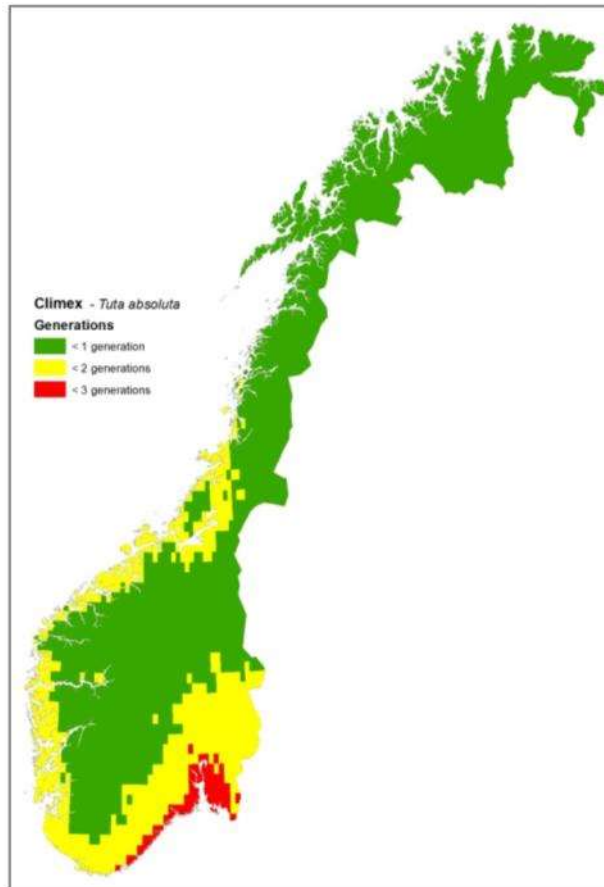 Climex - Tuta absoluta
Generations
< 1 generation
< 2 generations
< 3 generations